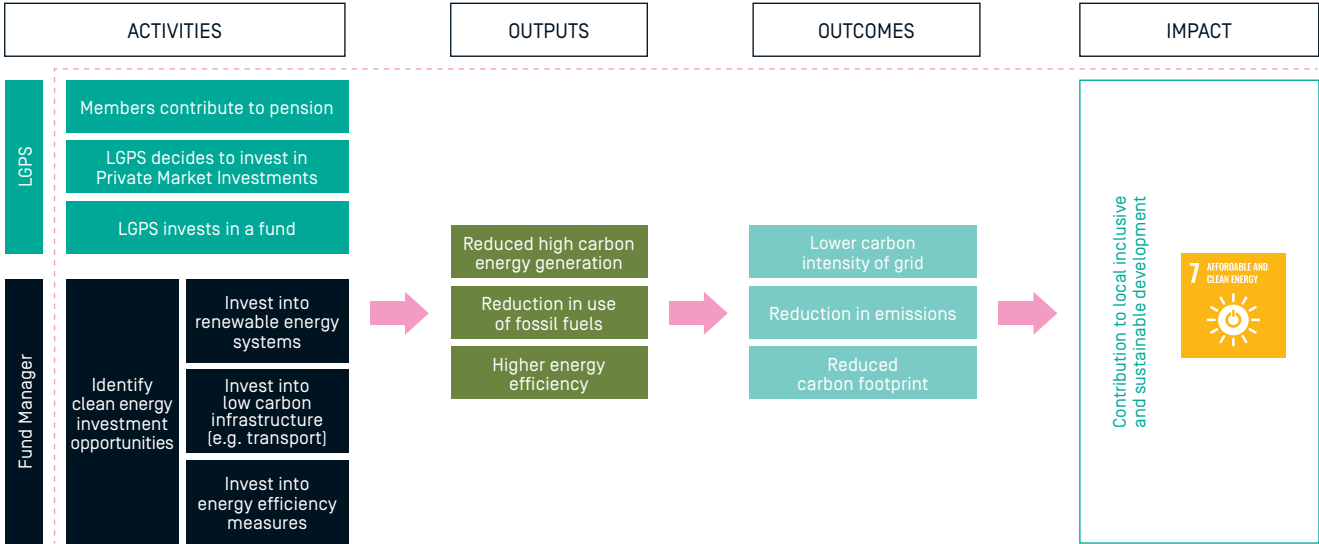 ACTIVITIES
OUTPUTS
OUTCOMES
IMPACT
LGPS
Members contribute to pension
LGPS decides to invest in
Private Market Investments
LGPS invests in a fund
Fund Manager
Identify
clean energy
investment
opportunities
Invest into
renewable energy
systems
Invest into
low carbon
infrastructure
(e.g. transport)
Invest into
energy efficiency
measures
Reduced high carbon
energy generation
Reduction in use
of fossil fuels
Higher energy
efficiency
Lower carbon
intensity of grid
Reduction in emissions
Reduced
carbon footprint
Contribution to local inclusive
and sustainable development
7 AFFORDABLE AND
CLEAN ENERGY